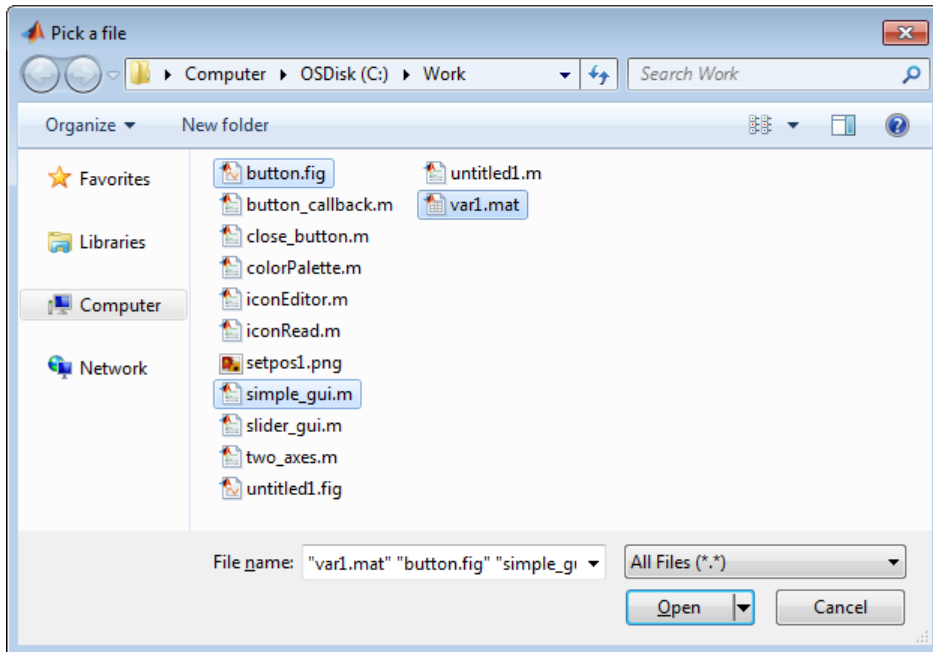 Pick a file
Computer OSDisk (C:) Work
Search Work
Organize New folder
Favorites
Libraries
Computer
Network
button.fig
button_callback.m
close_button.m
colorPalette.m
iconEditor.m
iconRead.m
setpos1.png
simple_gui.m
slider_gui.m
two_axes.m
untitled1.fig
untitled1.m
var1.mat
File name: "var1.mat" "button.fig" "simple_gu
All Files (*.*)
Open Cancel